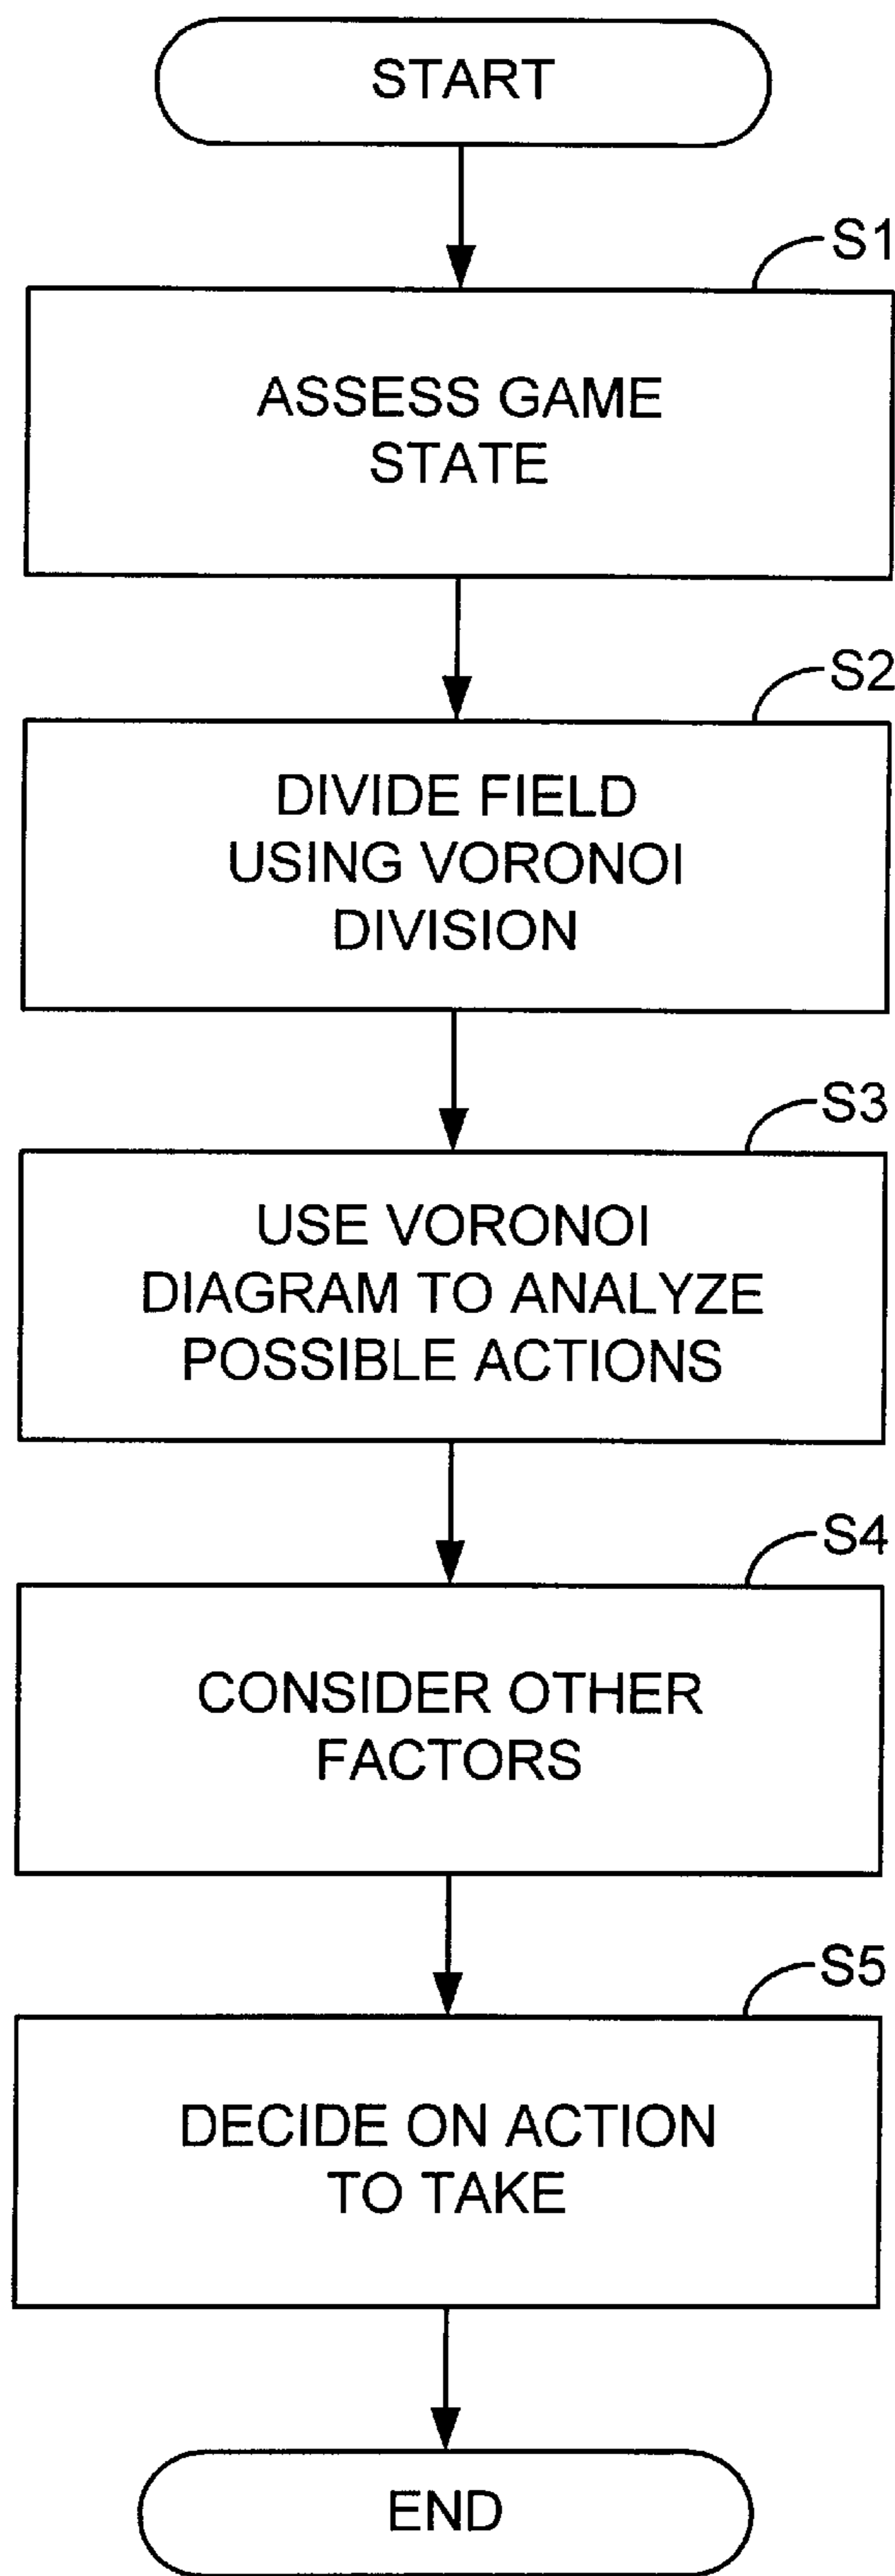 START
S1
ASSESS GAME
STATE
S2
DIVIDE FIELD
USING VORONOI
DIVISION
S3
USE VORONOI
DIAGRAM TO ANALYZE
POSSIBLE ACTIONS
S4
CONSIDER OTHER
FACTORS
S5
DECIDE ON ACTION
TO TAKE
END